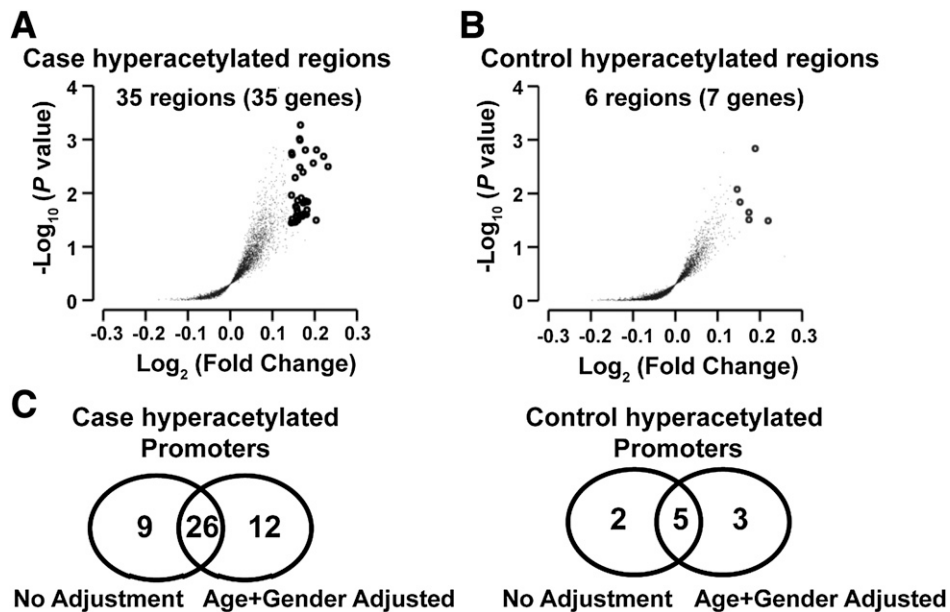 A
Case hyperacetylated regions
35 regions (35 genes)
4
3
2
1
0
-Log10 (P value)
-0.3 -0.2 -0.1 0.0 0.1 0.2 0.3
Log2 (Fold Change)
B
Control hyperacetylated regions
6 regions (7 genes)
4
3
2
1
0
-Log10 (P value)
-0.3 -0.2 -0.1 0.0 0.1 0.2 0.3
Log2 (Fold Change)
C
Case hyperacetylated
Promoters
9 26 12
No Adjustment Age+Gender Adjusted
Control hyperacetylated
Promoters
2 5 3
No Adjustment Age+Gender Adjusted